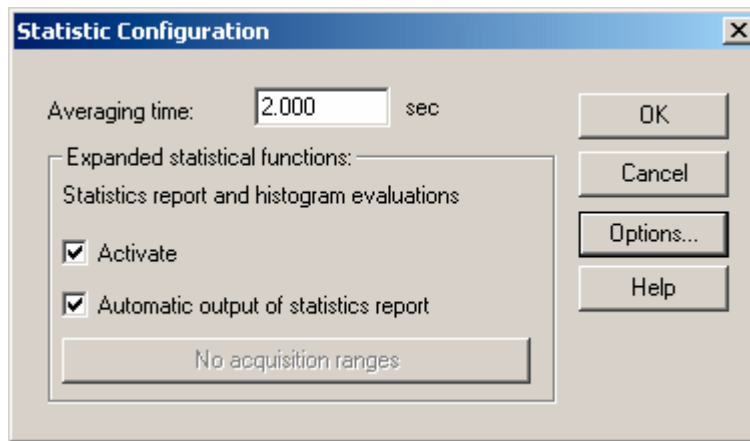 Statistic Configuration
Averaging time: 2.000 sec
OK
Expanded statistical functions:
Cancel
Statistics report and histogram evaluations
Options...
Activate
Help
Automatic output of statistics report
No acquisition ranges